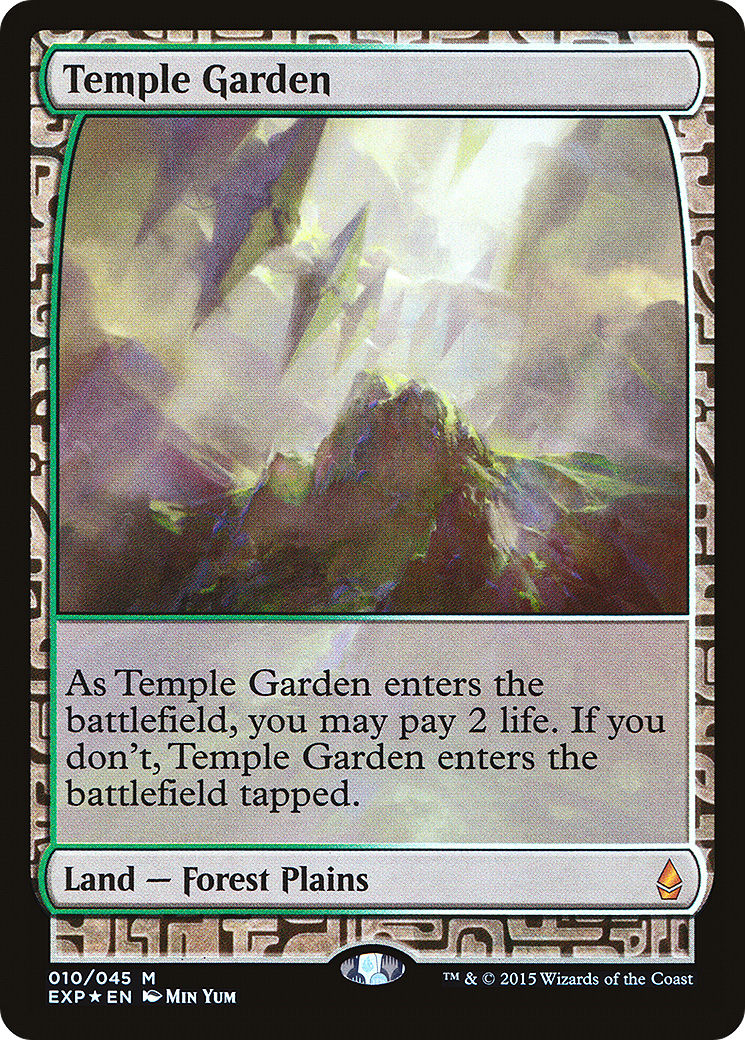 Temple Garden
As Temple Garden enters the
battlefield, you may pay 2 life. If you
don't, Temple Garden enters the
battlefield tapped.
Land — Forest Plains
010/045 M
EXP★EN Min Yum
™ & © 2015 Wizards of the Coast